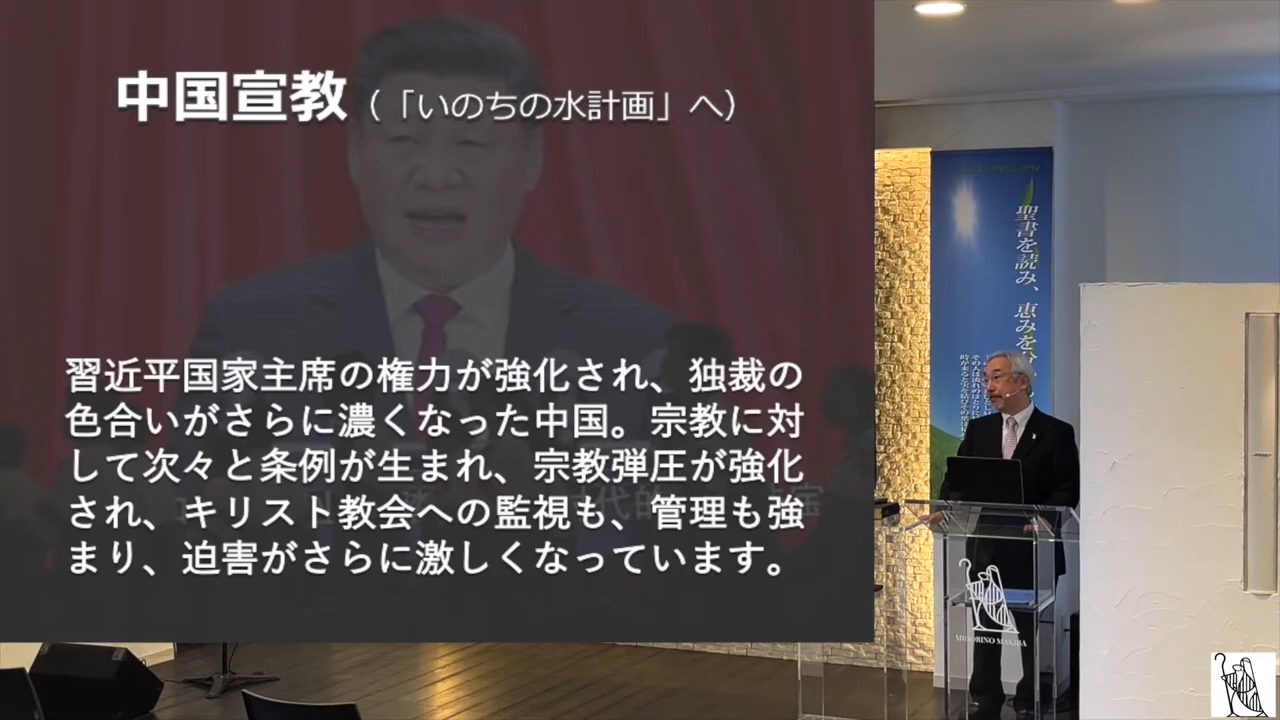 中国宣教（「いのちの水計画」へ）
習近平国家主席の権力が強化され、独裁の
色合いがさらに濃くなった中国。宗教に対
して次々と条例が生まれ、宗教弾圧が強化
され、キリスト教会への監視も、管理も強
まり、迫害がさらに激しくなっています。
聖書を読み、恵みを
MIDORINO MAKIBA